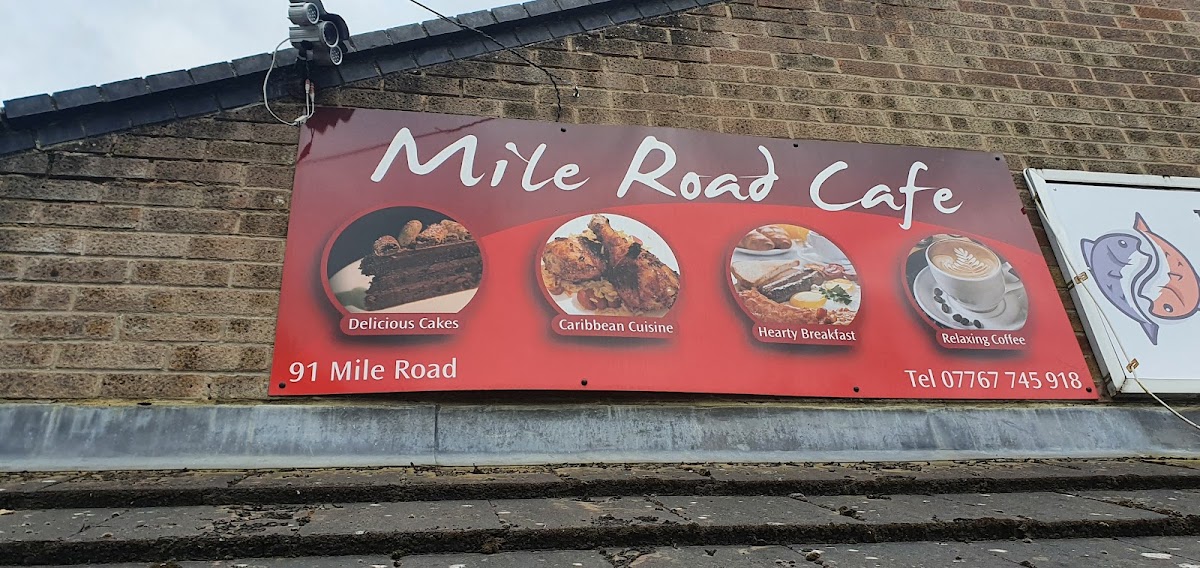 Mile Road Cafe
Delicious Cakes
Caribbean Cuisine
Hearty Breakfast
Relaxing Coffee
91 Mile Road
Tel 07767 745 918